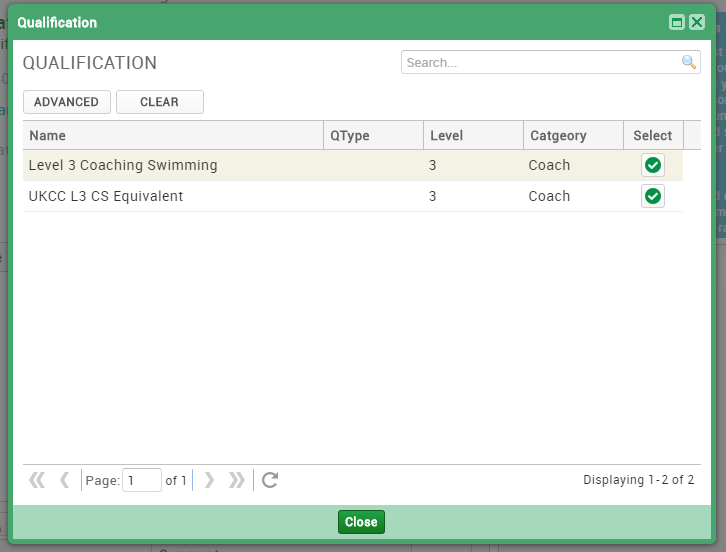 Qualification
QUALIFICATION
Search...
ADVANCED CLEAR
Name QType Level Catgeory Select
Level 3 Coaching Swimming 3 Coach
UKCC L3 CS Equivalent 3 Coach
Page: 1 of 1 Displaying 1-2 of 2
Close